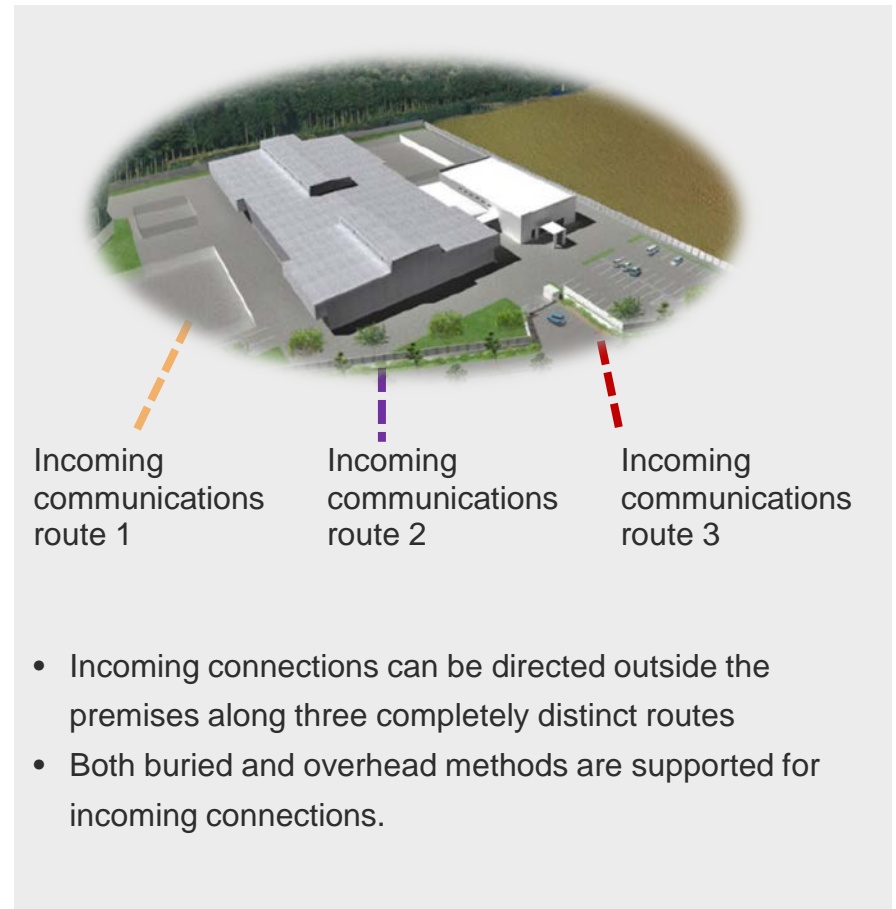 Incoming
communications
route 1
Incoming
communications
route 2
Incoming
communications
route 3
• Incoming connections can be directed outside the
premises along three completely distinct routes
• Both buried and overhead methods are supported for
incoming connections.